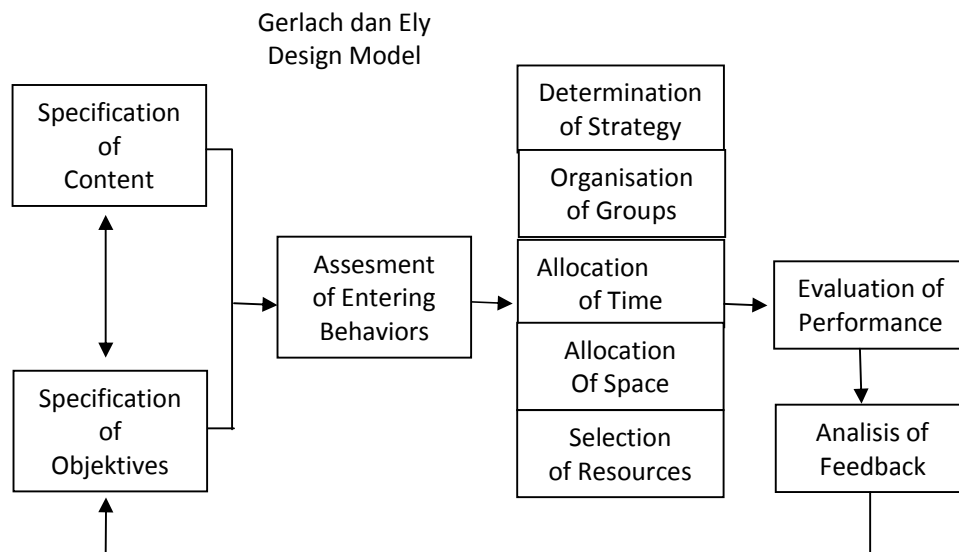 Gerlach dan Ely
Design Model
Specification
of
Content
Specification
of
Objektives
Assesment
of Entering
Behaviors
Determination
of Strategy
Organisation
of Groups
Allocation
of Time
Allocation
Of Space
Selection
of Resources
Evaluation of
Performance
Analisis of
Feedback